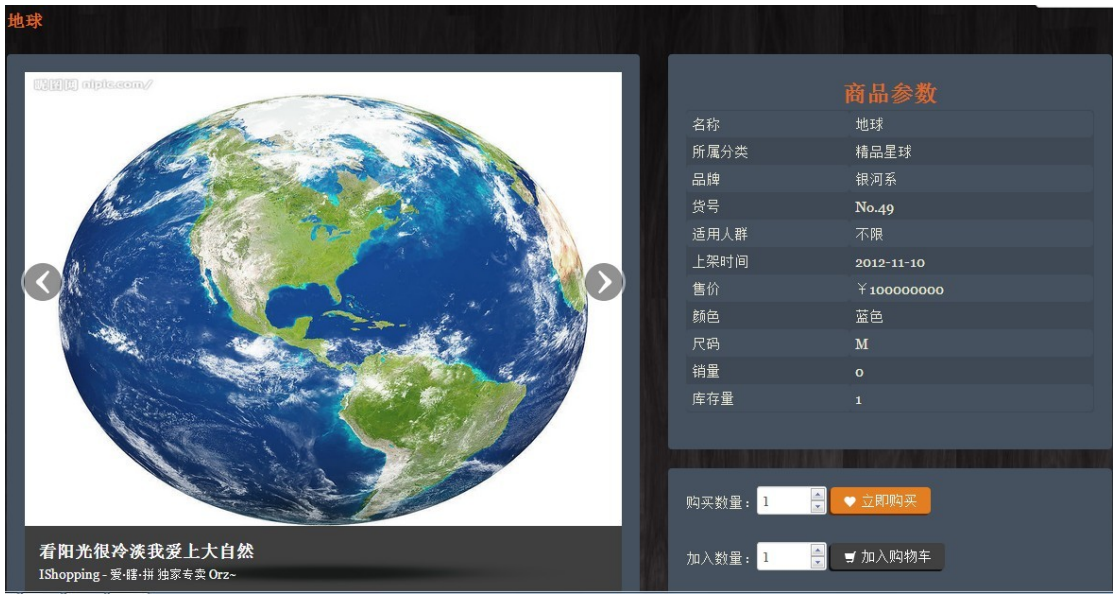 地球
昵图网 nipic.com/
看阳光很冷淡我爱上大自然
IShopping - 爱·瞎·拼 独家专卖 Orz~
商品参数
名称 地球
所属分类 精品星球
品牌 银河系
货号 No.49
适用人群 不限
上架时间 2012-11-10
售价 ￥100000000
颜色 蓝色
尺码 M
销量 0
库存量 1
购买数量： 1 立即购买
加入数量： 1 加入购物车